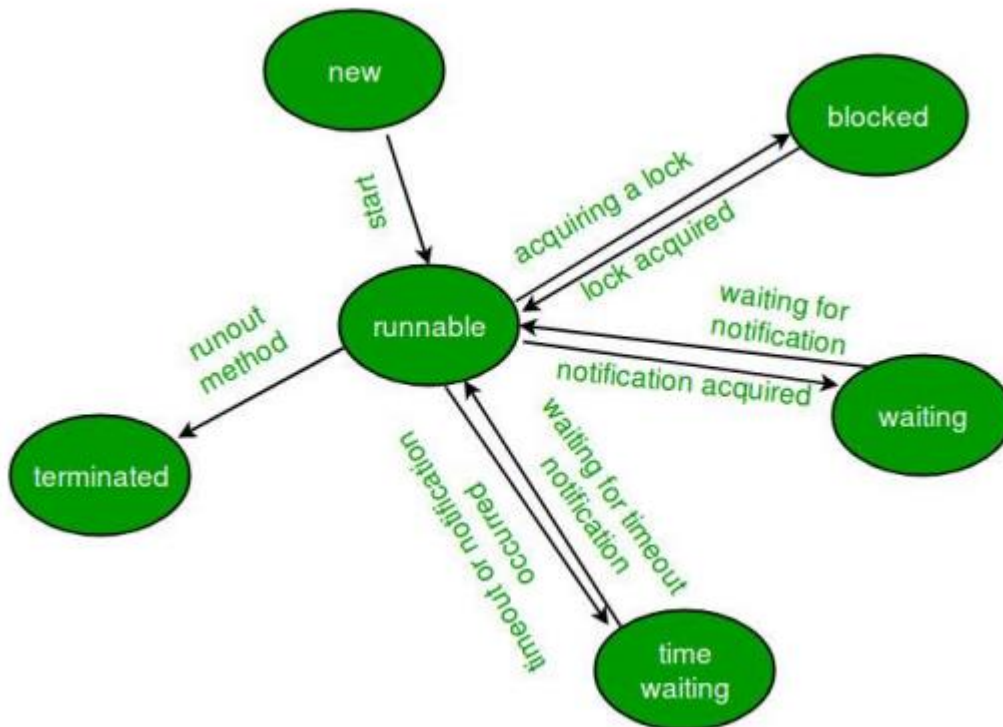 new
blocked
start
acquiring a lock
lock acquired
runnable
waiting for
notification
notification acquired
waiting
runout
method
terminated
timeout or notification
occurred
waiting for timeout
notification
time
waiting